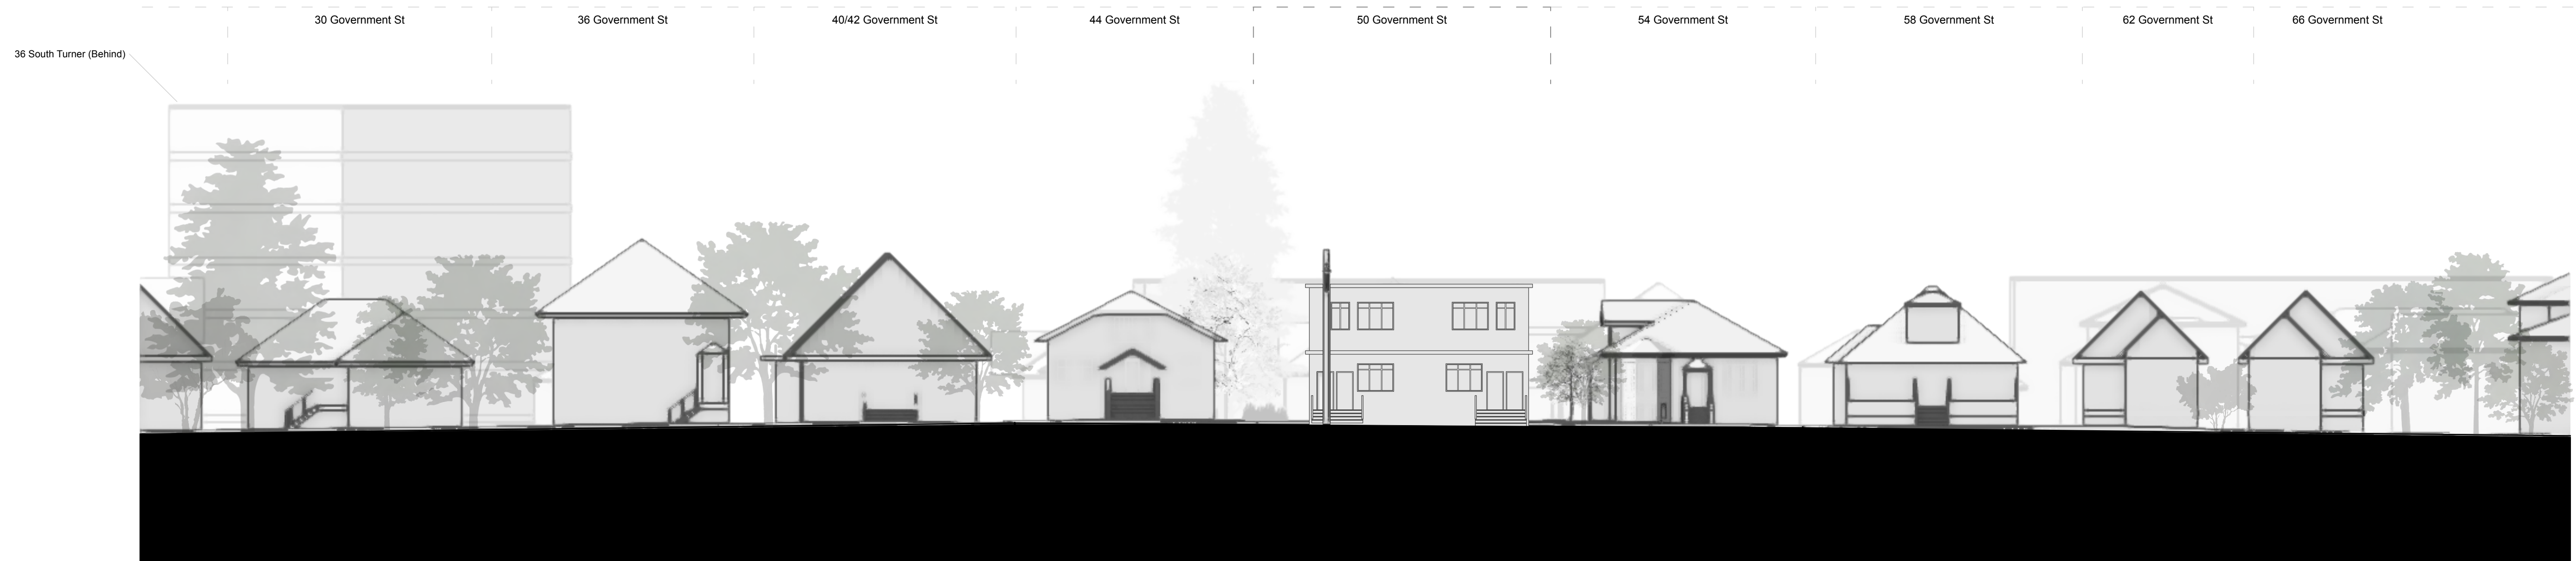 30 Government St
36 Government St
40/42 Government St
44 Government St
50 Government St
54 Government St
58 Government St
62 Government St
66 Government St
36 South Turner (Behind)